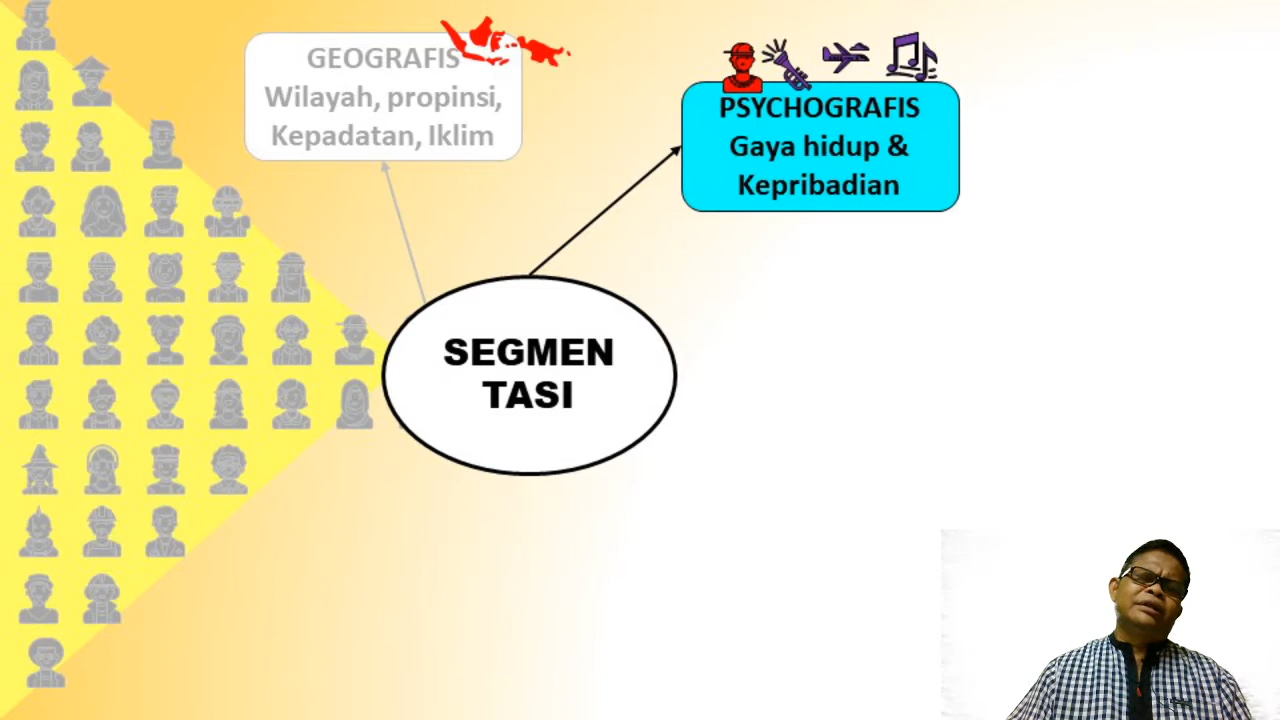 GEOGRAFIS
Wilayah, propinsi,
Kepadatan, Iklim
PSYCHOGRAFIS
Gaya hidup &
Kepribadian
SEGMEN
TASI